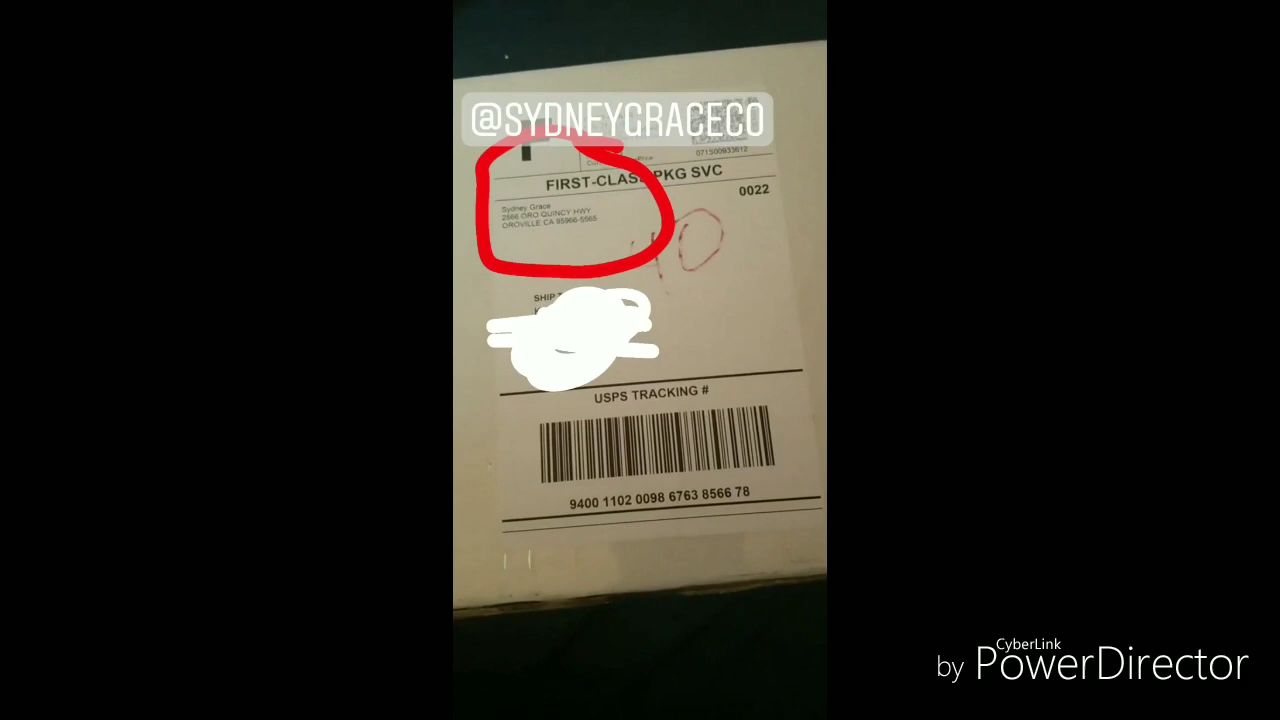 @SYDNEYGRACECO
071S00933612
FIRST-CLASS PKG SVC
0022
Sydney Grace
2566 ORO QUINCY HWY
OROVILLE CA 95966-5565
40
SHIP
USPS TRACKING #
9400 1102 0098 6763 8566 78
CyberLink
by PowerDirector